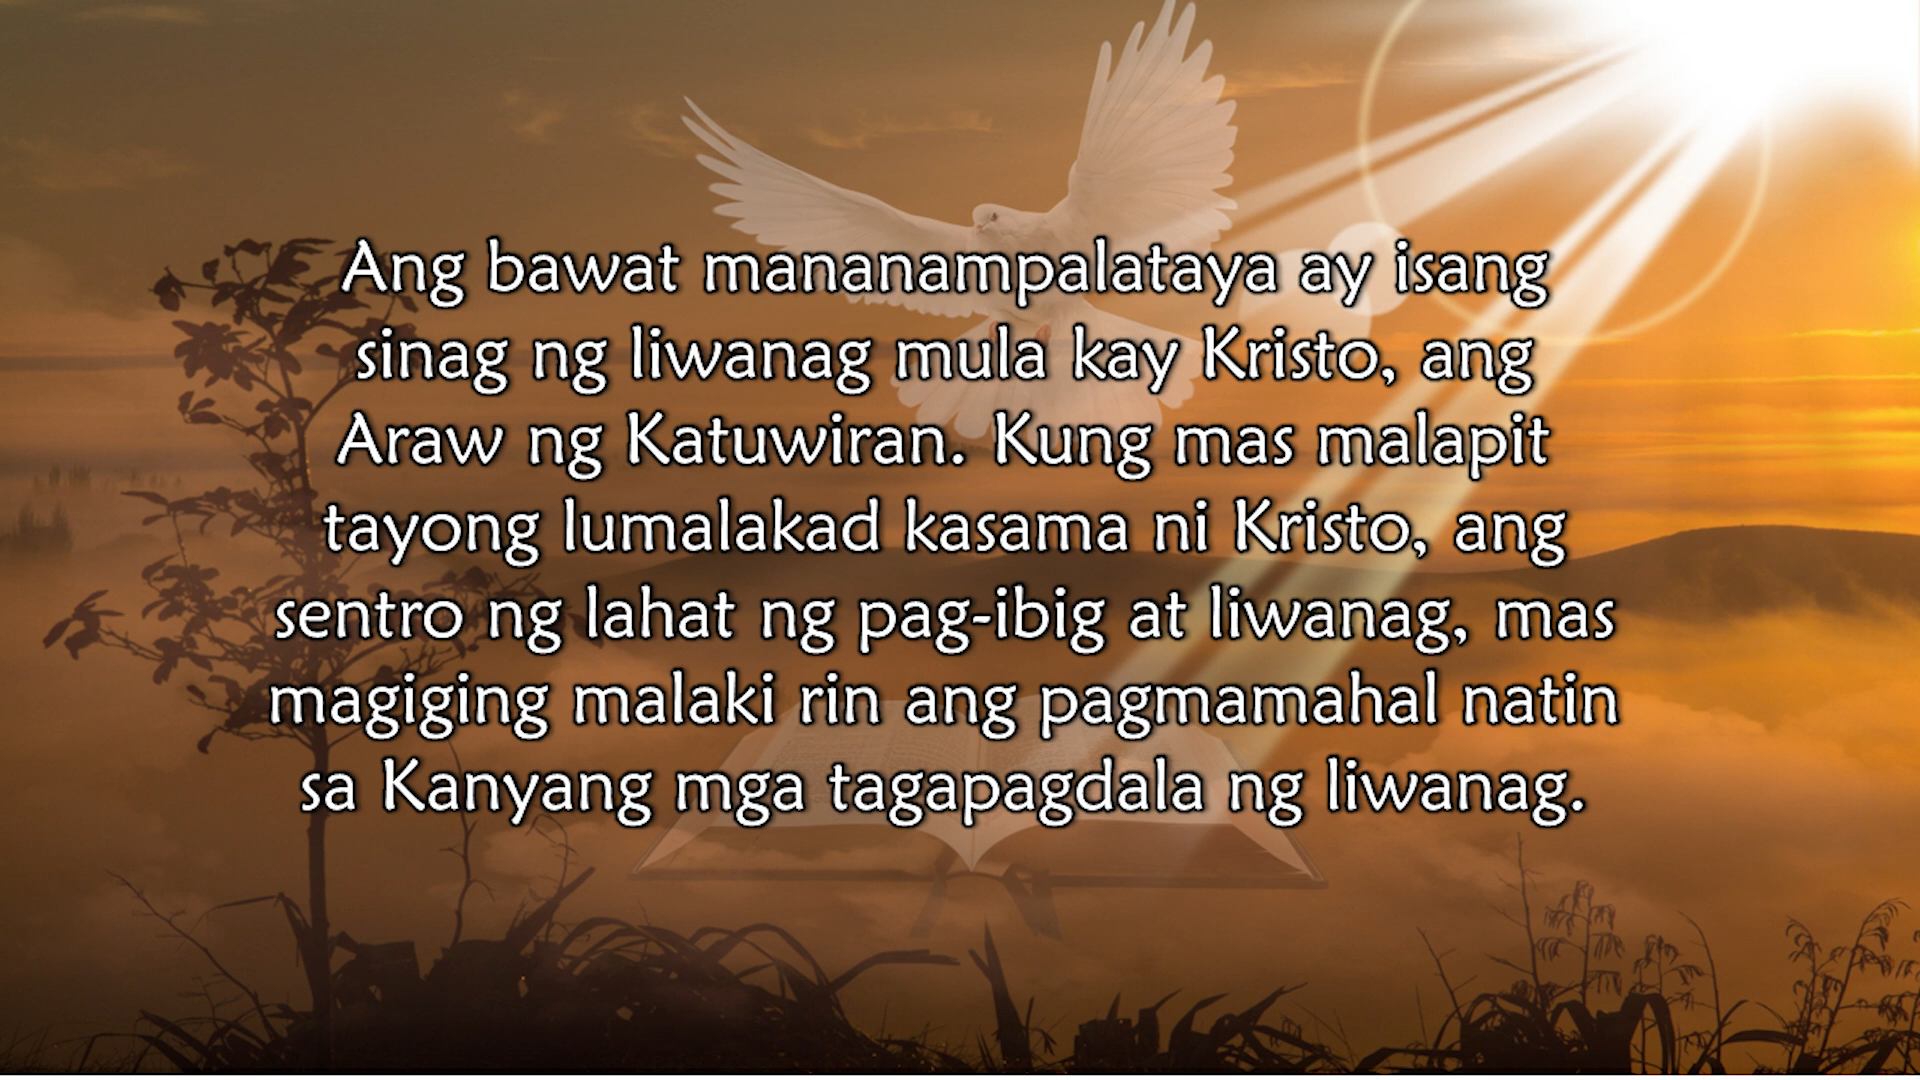 Ang bawat mananampalataya ay isang
sinag ng liwanag mula kay Kristo, ang
Araw ng Katuwiran. Kung mas malapit
tayong lumalakad kasama ni Kristo, ang
sentro ng lahat ng pag-ibig at liwanag, mas
magiging malaki rin ang pagmamahal natin
sa Kanyang mga tagapagdala ng liwanag.